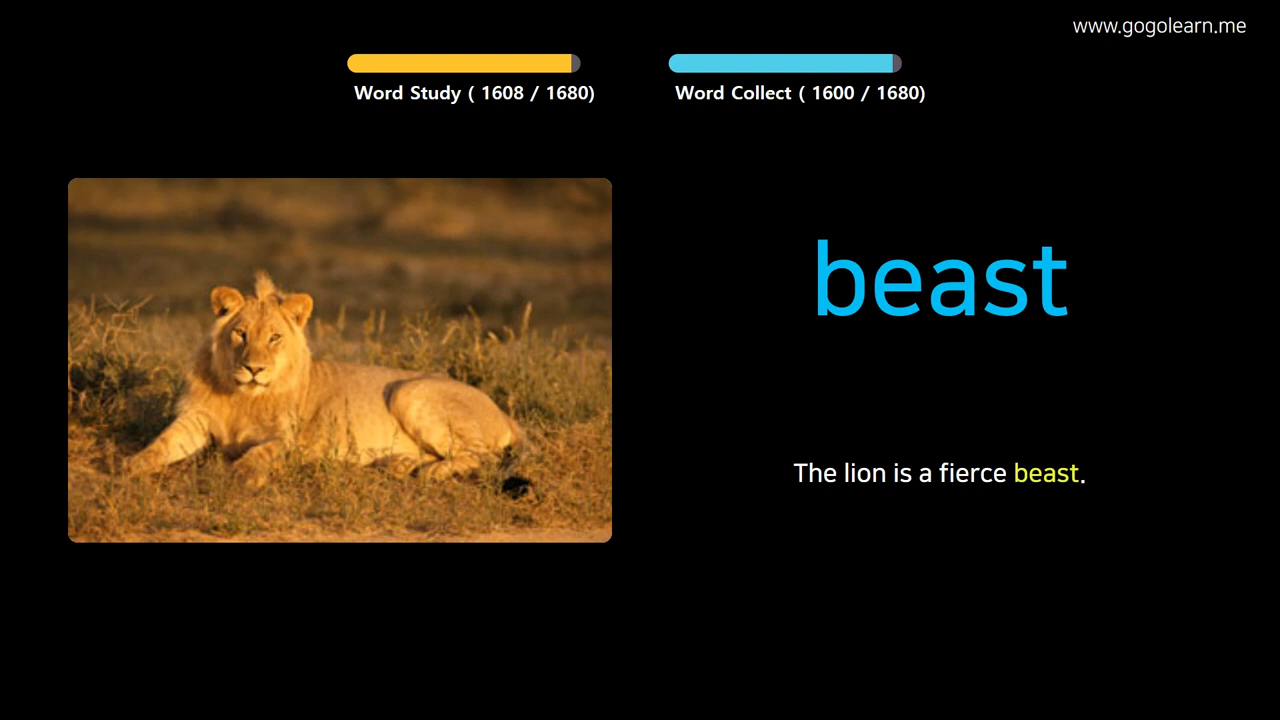 www.gogolearn.me
Word Study ( 1608 / 1680)
Word Collect ( 1600 / 1680)
beast
The lion is a fierce beast.